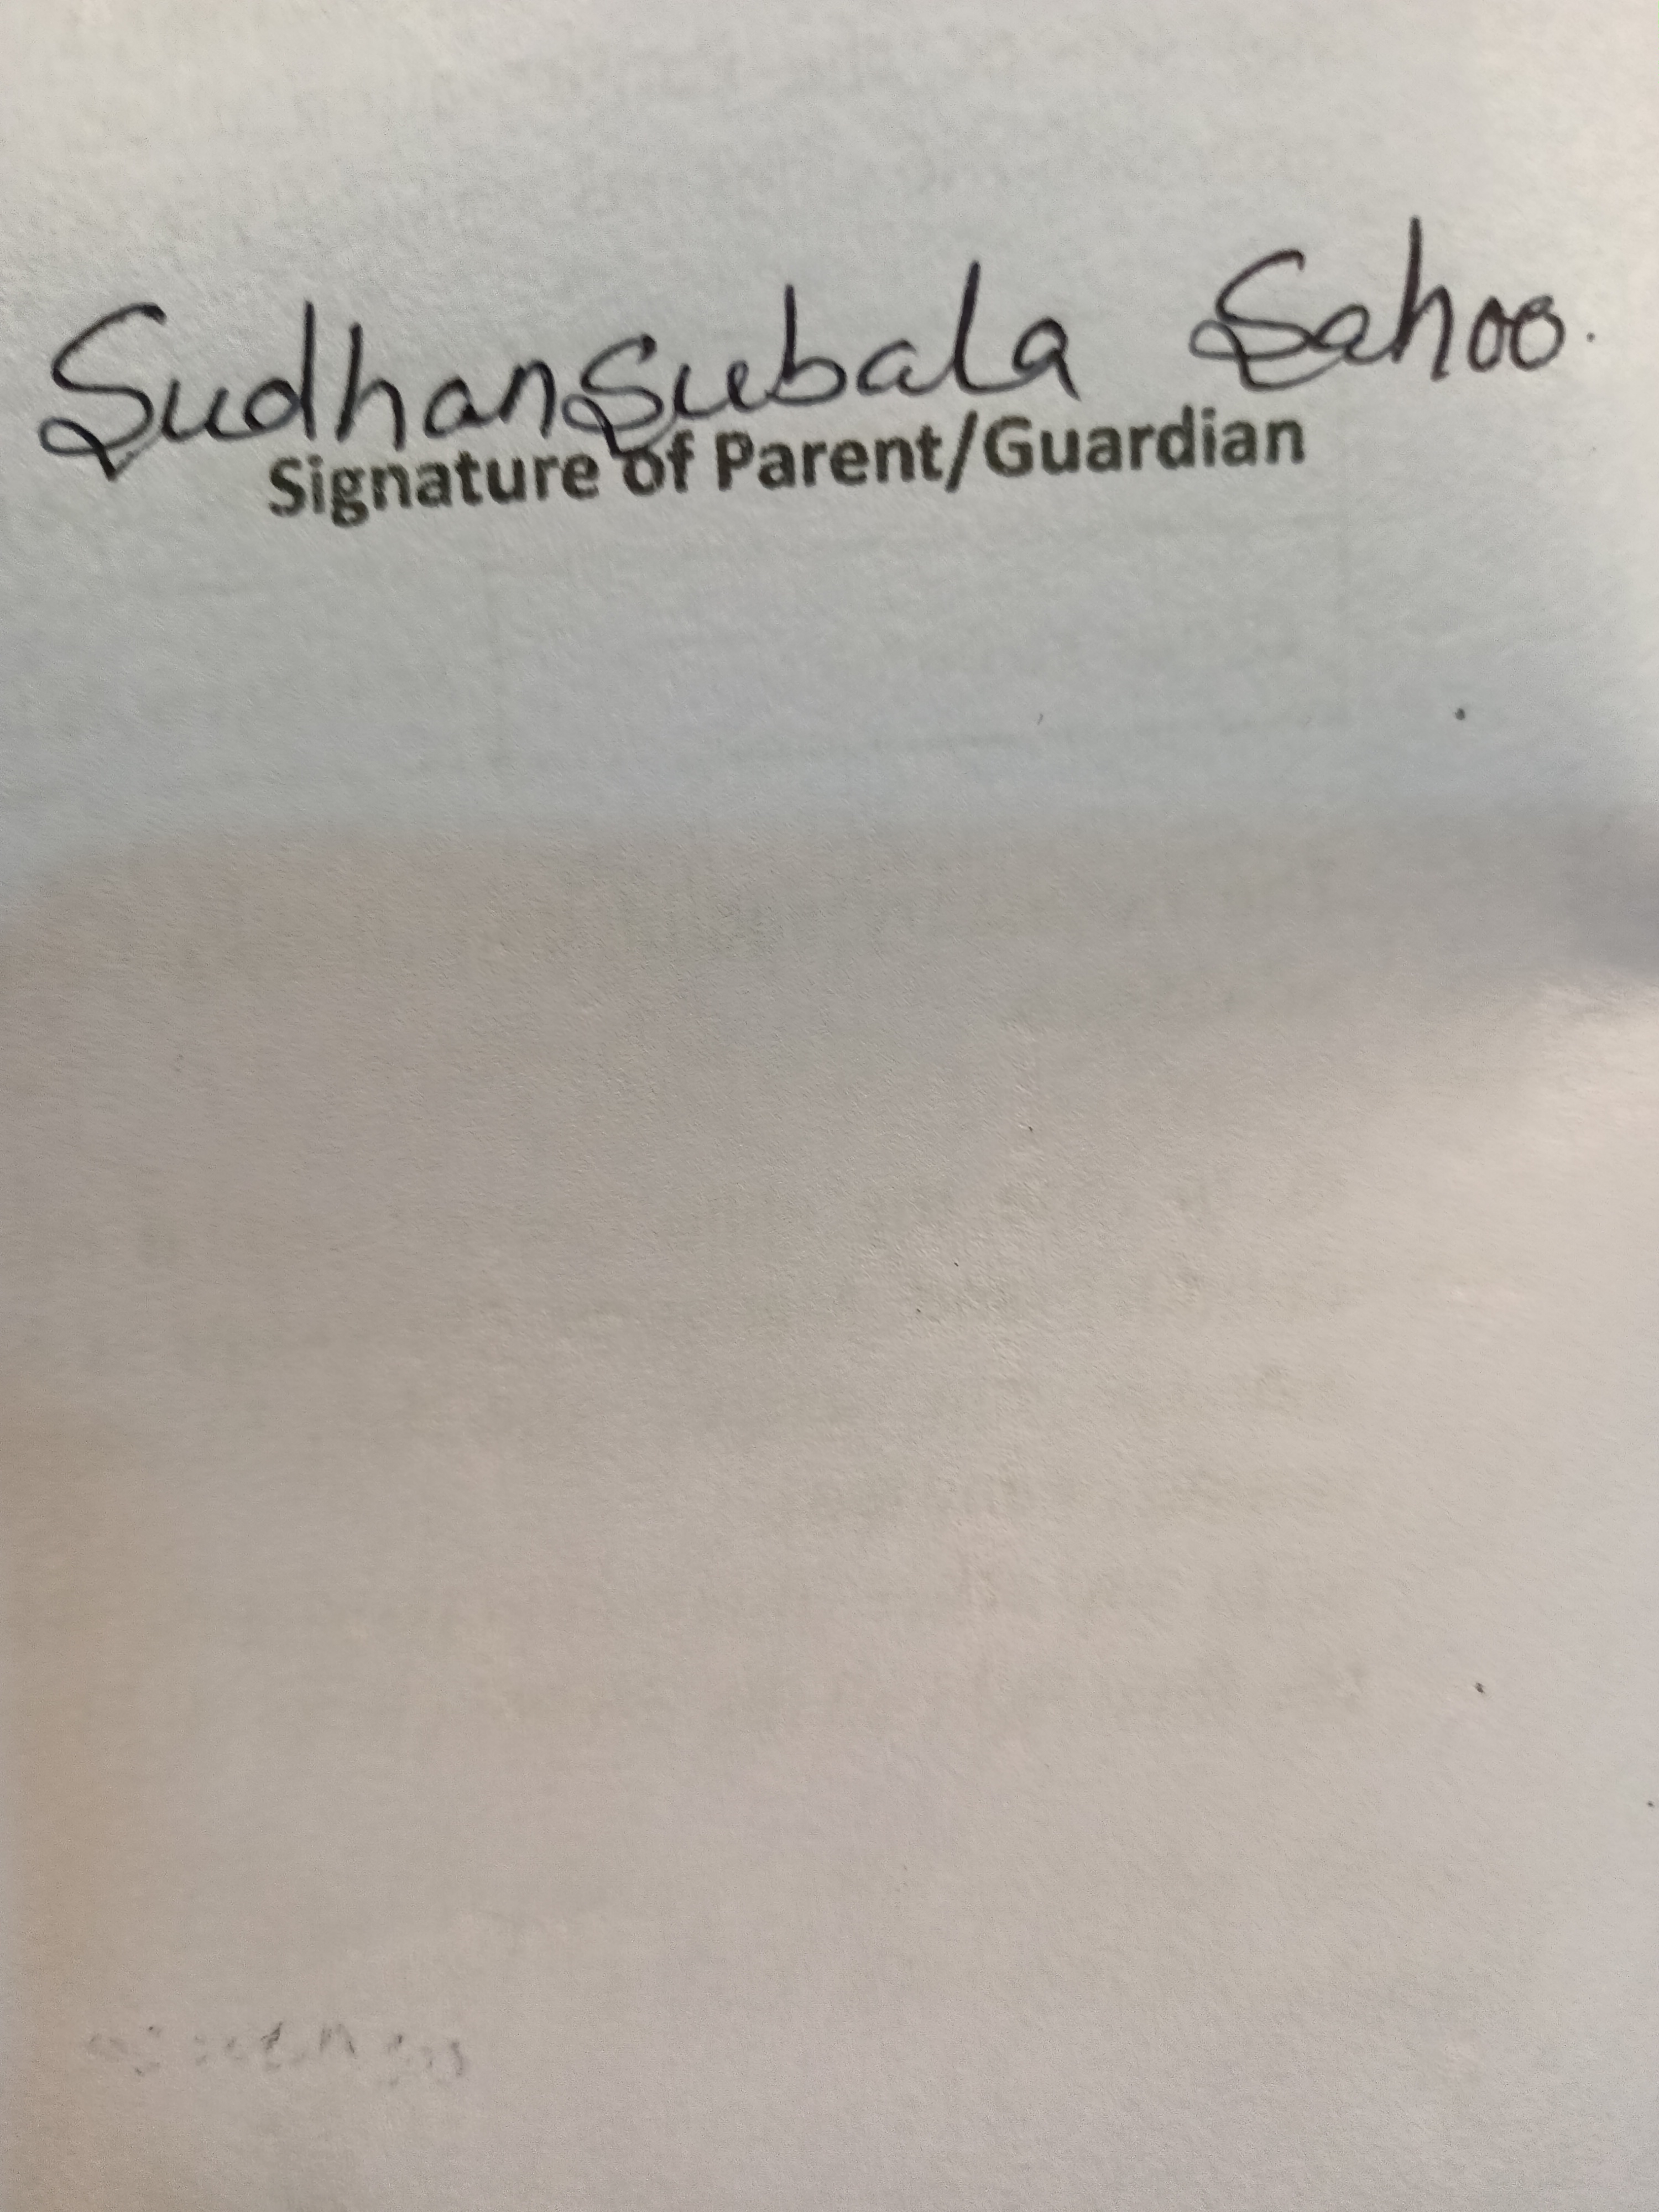 Sudhansubala Sahoo.
Signature of Parent/Guardian